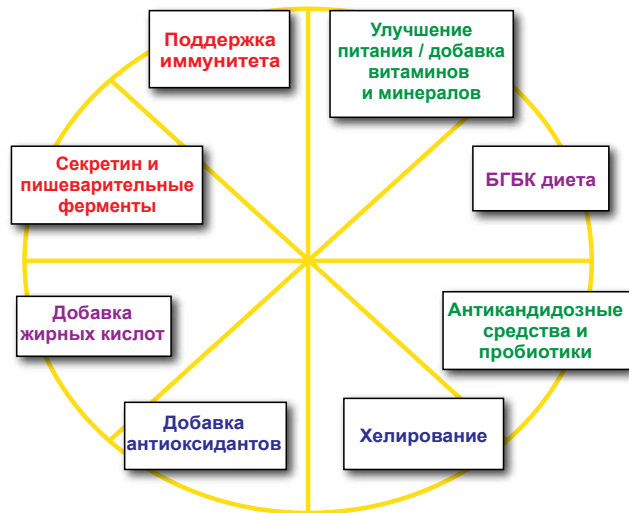 Поддержка
иммунитета
Улучшение
питания / добавка
витаминов
и минералов
Секретин и
пишеварительные
ферменты
БГБК диета
Добавка
жирных кислот
Антикандидозные
средства и
пробиотики
Добавка
антиоксидантов
Хелирование